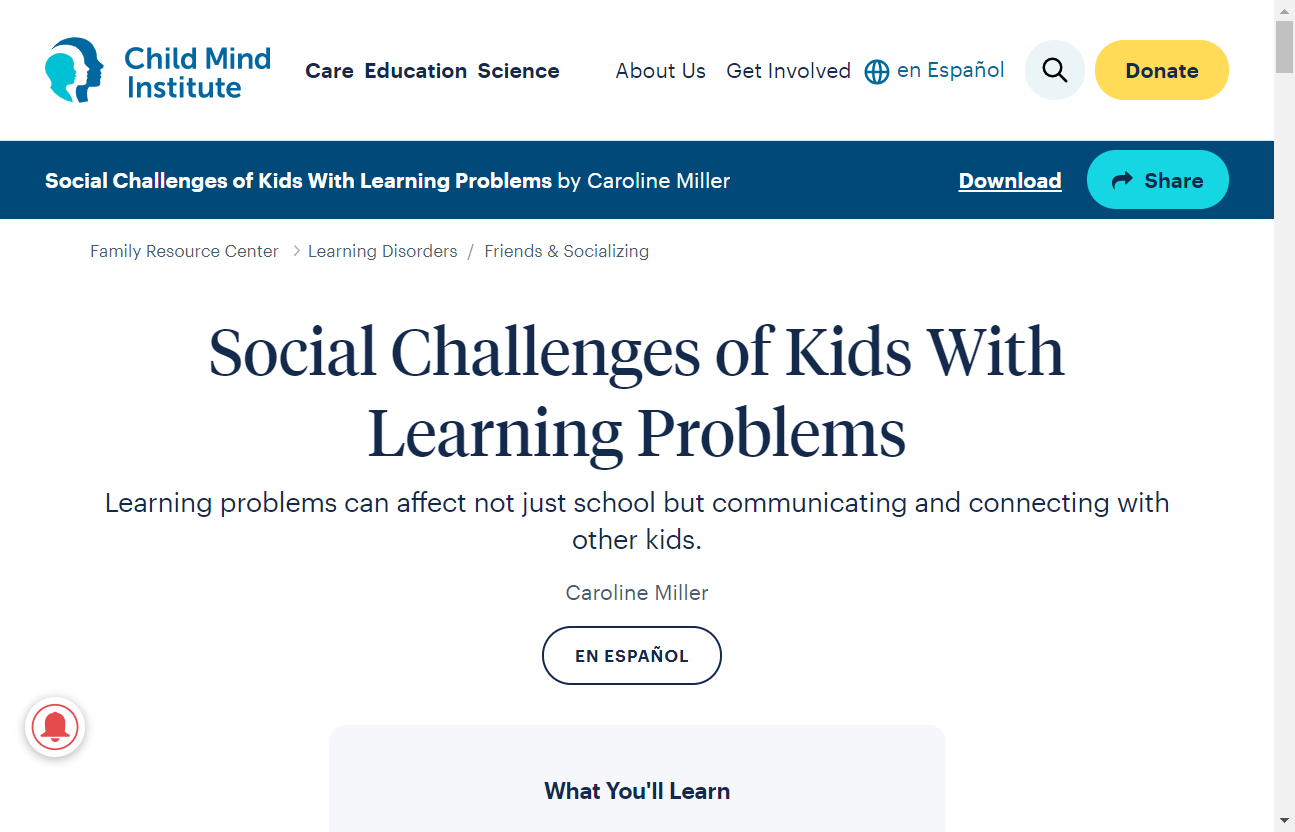 Child Mind
Institute
Care Education Science
About Us Get Involved en Español
Donate
Social Challenges of Kids With Learning Problems by Caroline Miller
Download
Share
Family Resource Center > Learning Disorders / Friends & Socializing
Social Challenges of Kids With
Learning Problems
Learning problems can affect not just school but communicating and connecting with
other kids.
Caroline Miller
EN ESPAÑOL
What You'll Learn